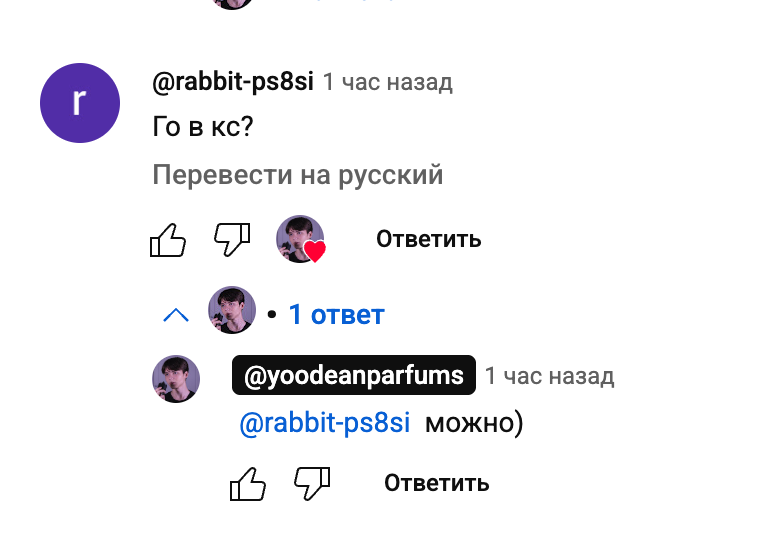 r
@rabbit-ps8si 1 час назад
Го в кс?
Перевести на русский
Ответить
• 1 ответ
@yoodeanparfums 1 час назад
@rabbit-ps8si можно)
Ответить